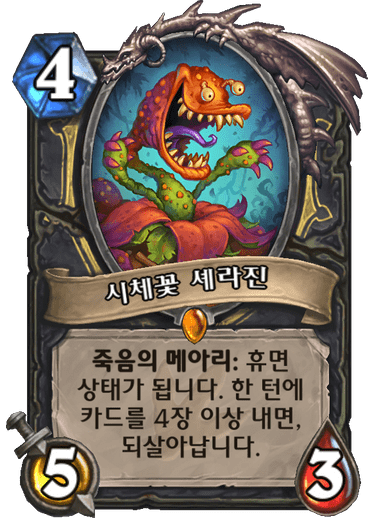 4
시체꽃 셰라진
죽음의 메아리: 휴면
상태가 됩니다. 한 턴에
카드를 4장 이상 내면,
되살아납니다.
5
3